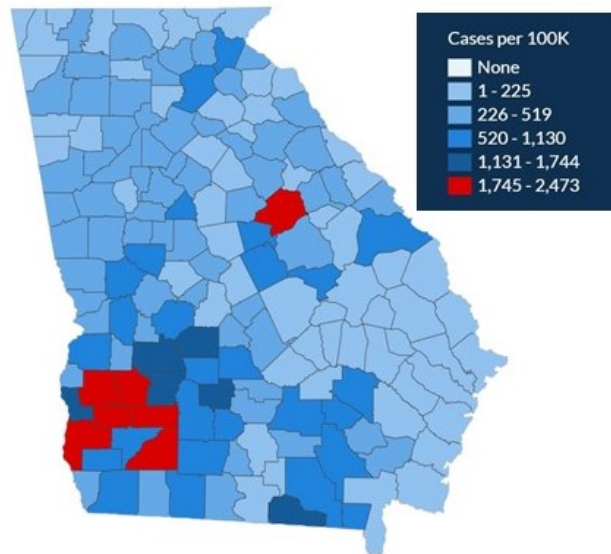 Cases per 100K
None
1 - 225
226 - 519
520 - 1,130
1,131 - 1,744
1,745 - 2,473